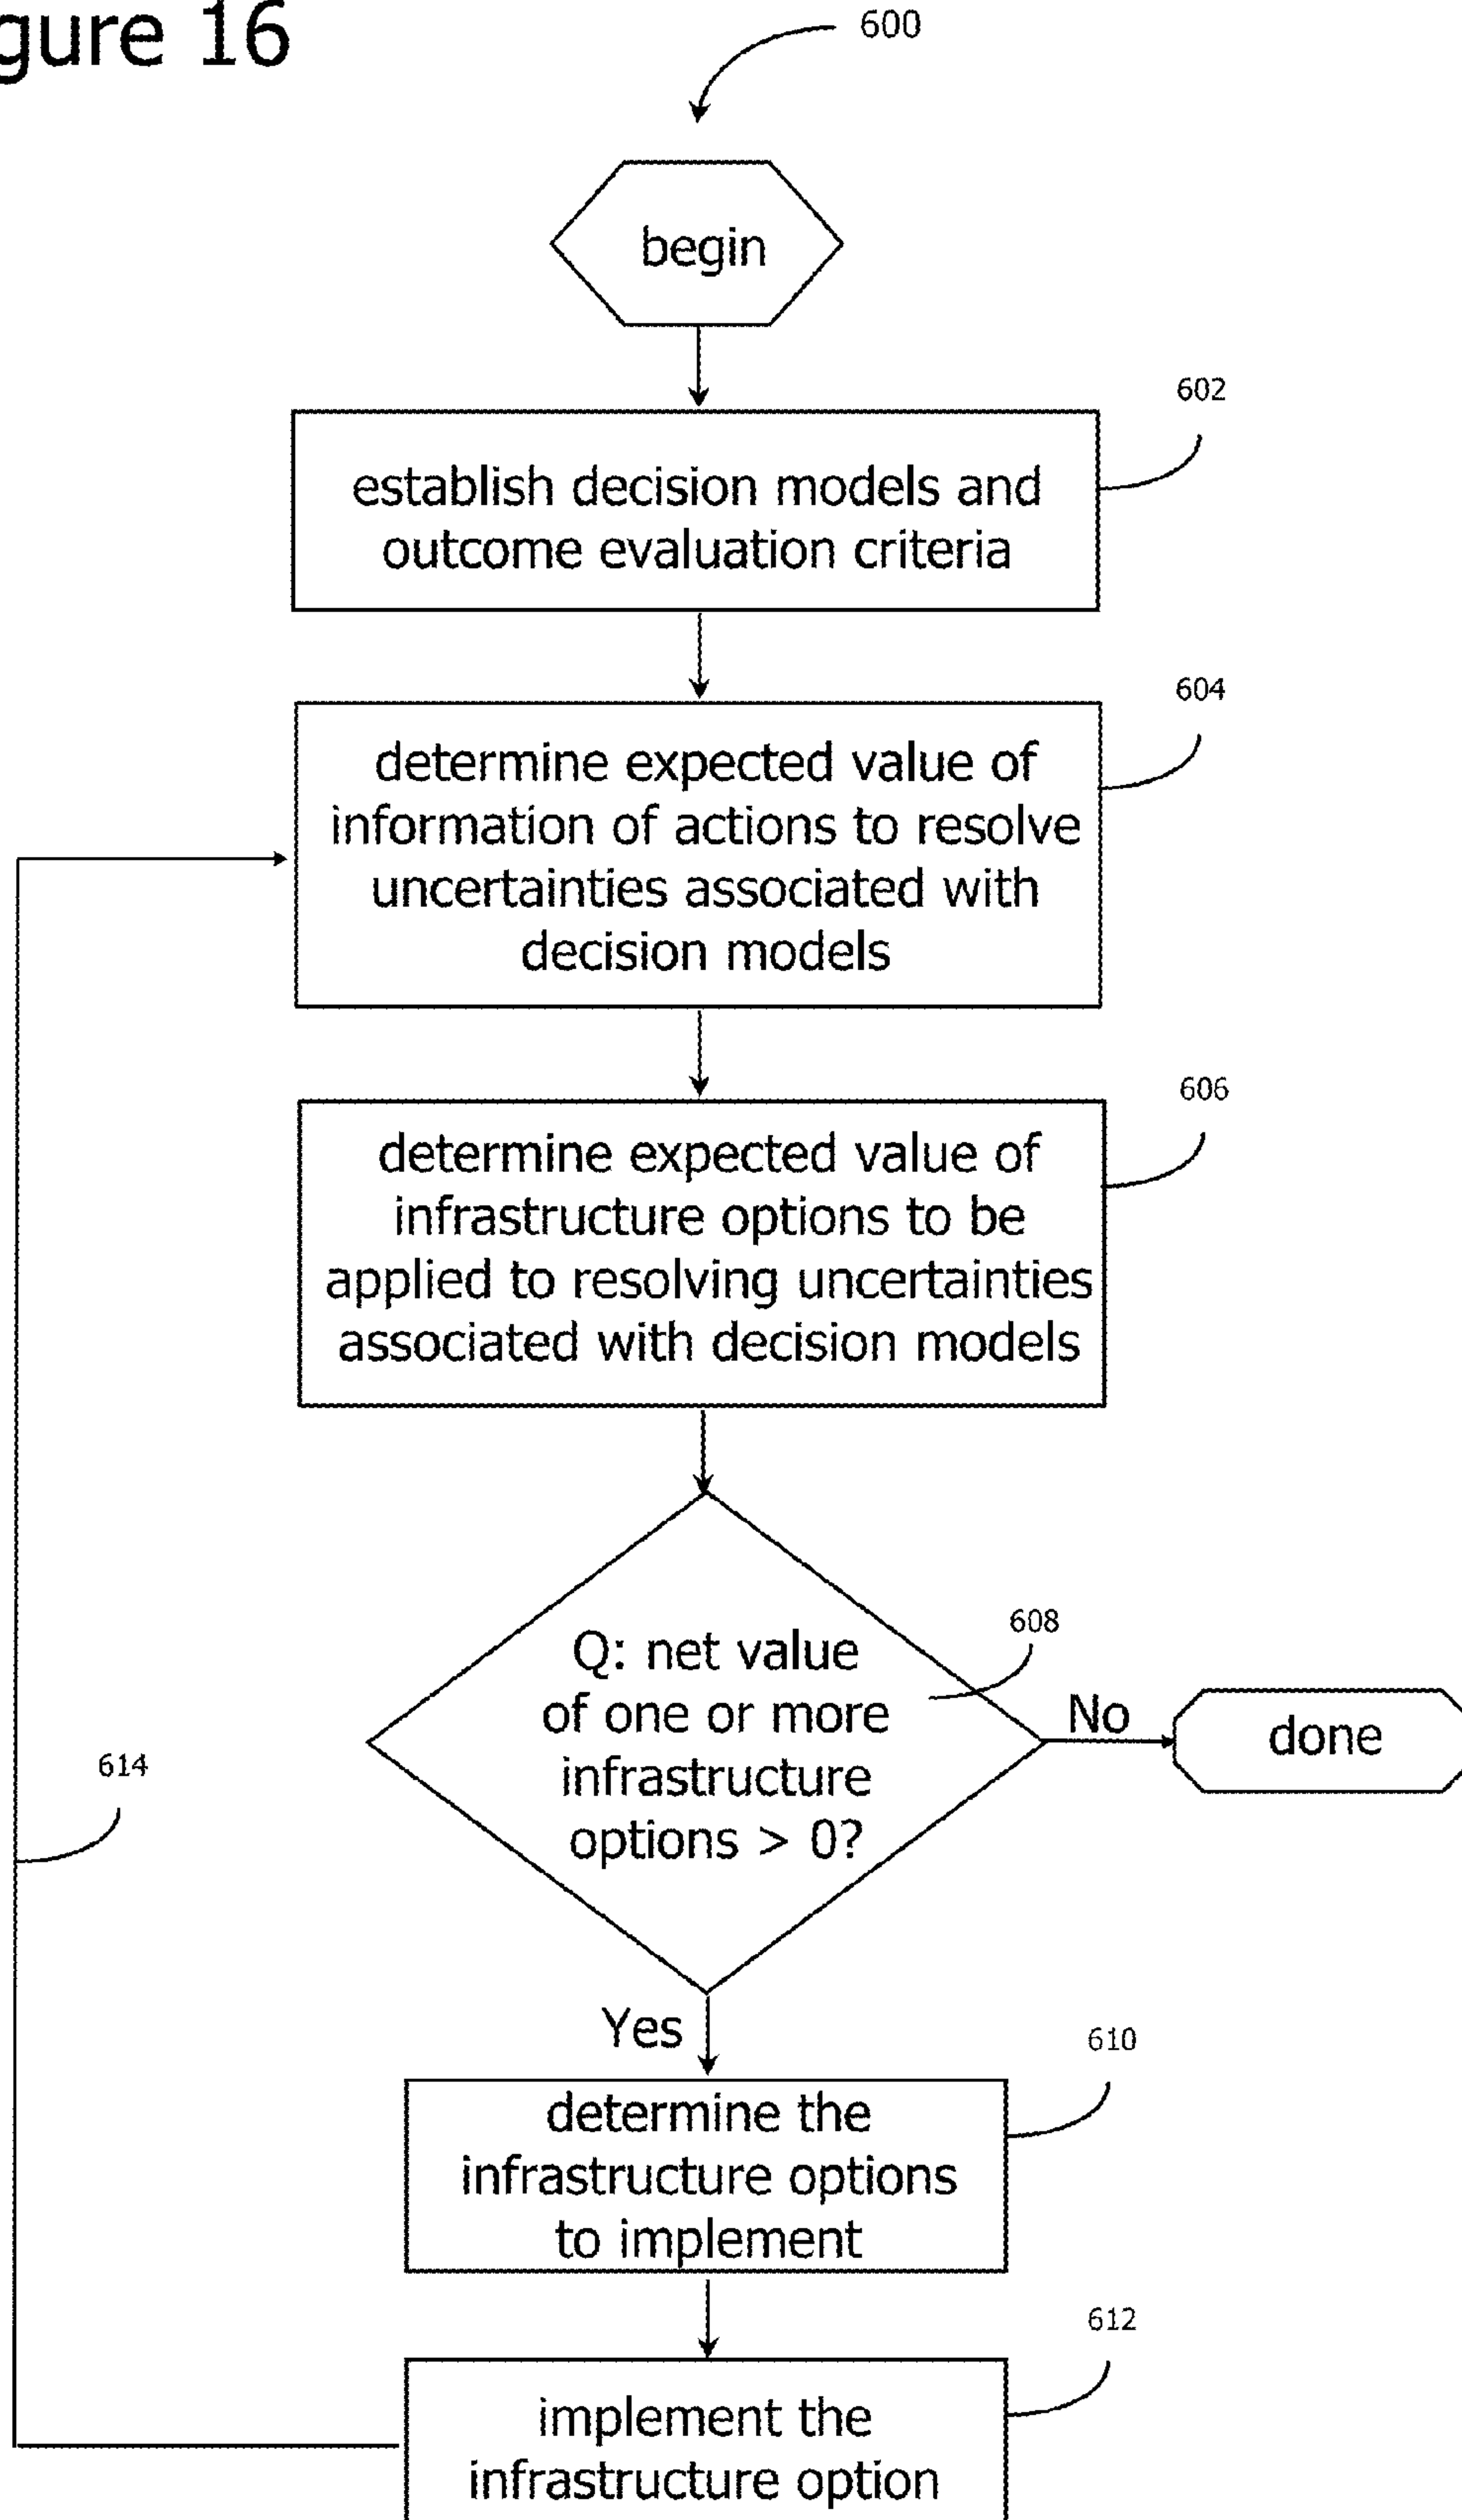 gure 16
600
begin
602
establish decision models and
outcome evaluation criteria
604
determine expected value of
information of actions to resolve
uncertainties associated with
decision models
606
determine expected value of
infrastructure options to be
applied to resolving uncertainties
associated with decision models
608
Q: net value
of one or more
infrastructure
options > 0?
No
done
614
Yes
610
determine the
infrastructure options
to implement
612
implement the
infrastructure option